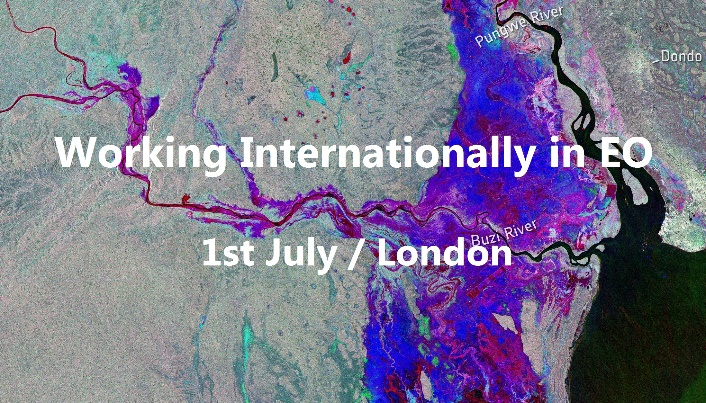 Pungwe River
Dondo
Working Internationally in EO
Buzi River
1st July / London